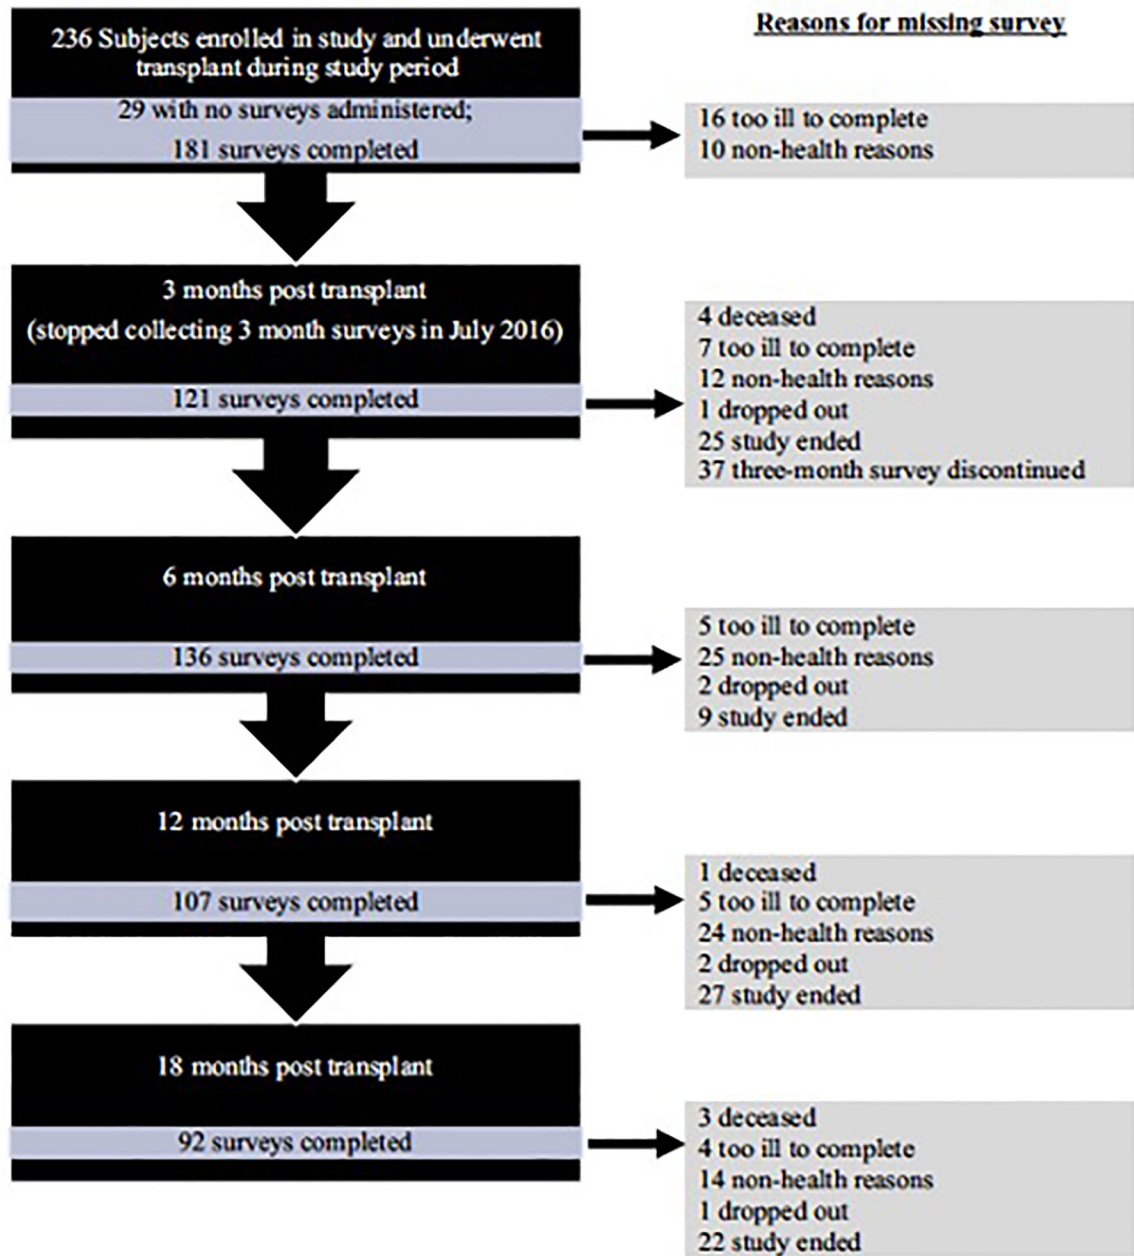 Reasons for missing survey
236 Subjects enrolled in study and underwent
transplant during study period
29 with no surveys administered;
181 surveys completed
16 too ill to complete
10 non-health reasons
3 months post transplant
(stopped collecting 3 month surveys in July 2016)
121 surveys completed
4 deceased
7 too ill to complete
12 non-health reasons
1 dropped out
25 study ended
37 three-month survey discontinued
6 months post transplant
136 surveys completed
5 too ill to complete
25 non-health reasons
2 dropped out
9 study ended
12 months post transplant
107 surveys completed
1 deceased
5 too ill to complete
24 non-health reasons
2 dropped out
27 study ended
18 months post transplant
92 surveys completed
3 deceased
4 too ill to complete
14 non-health reasons
1 dropped out
22 study ended